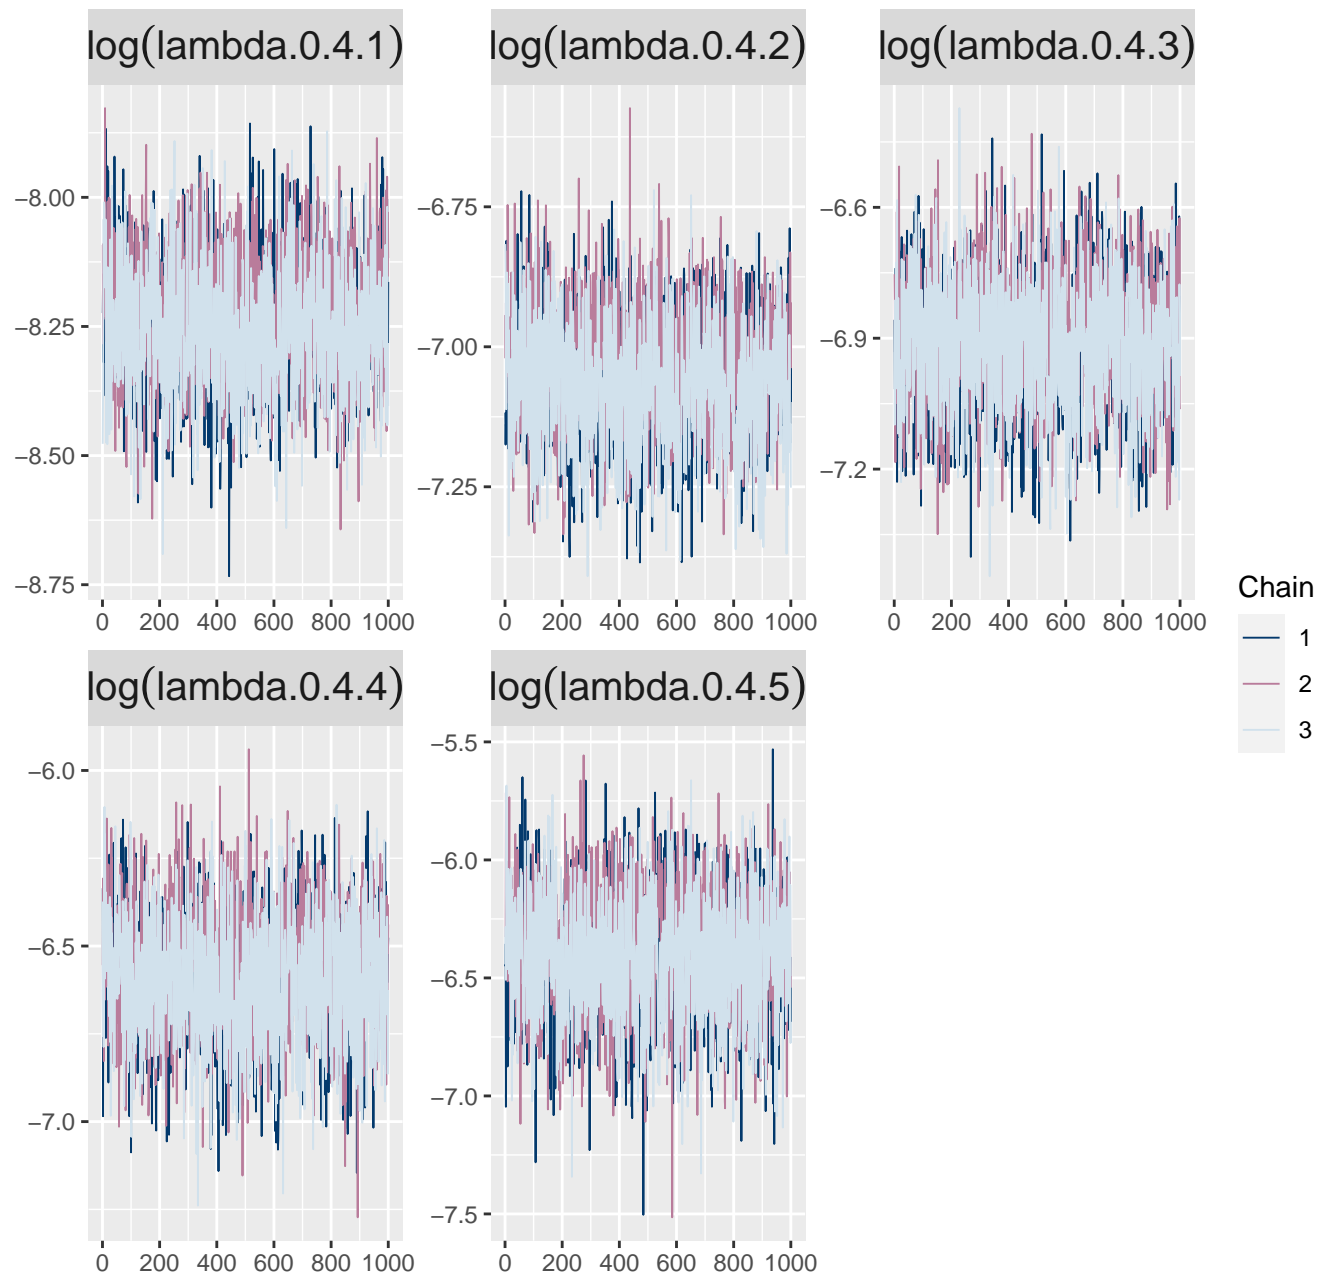 log(lambda.0.4.1) log(lambda.0.4.2) log(lambda.0.4.3)
−8.00
−8.25
−8.50
−8.75
0 200 400 600 800 1000
−6.75
−7.00
−7.25
0 200 400 600 800 1000
−6.6
−6.9
−7.2
0 200 400 600 800 1000
log(lambda.0.4.4) log(lambda.0.4.5)
−6.0
−6.5
−7.0
0 200 400 600 800 1000
−5.5
−6.0
−6.5
−7.0
−7.5
0 200 400 600 800 1000
Chain
1
2
3